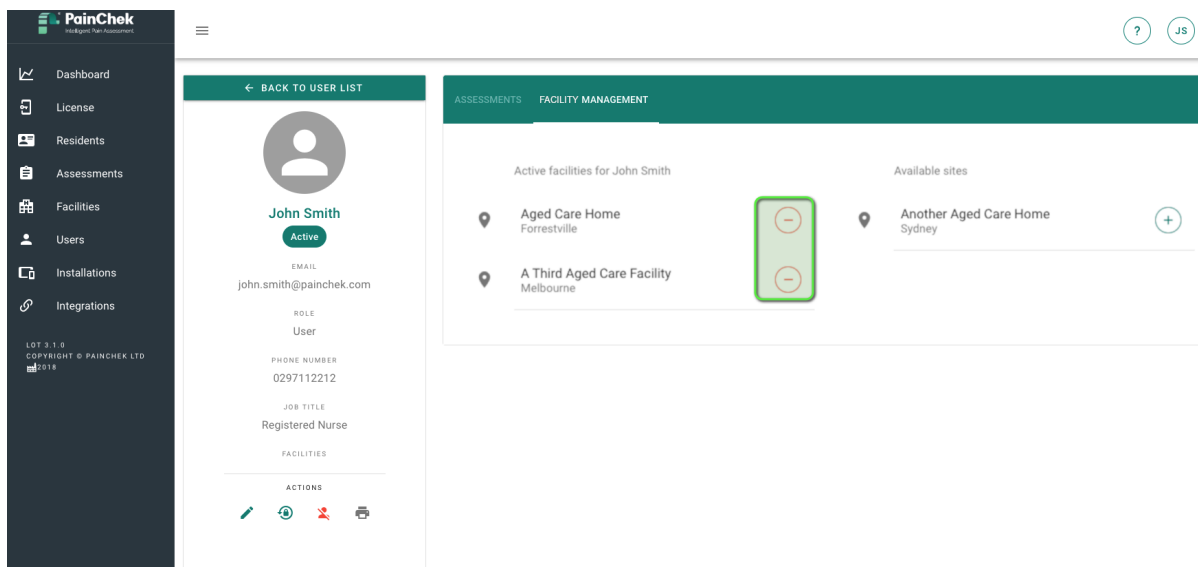 PainChek
Intelligent Pain Assessment
Dashboard
License
Residents
Assessments
Facilities
Users
Installations
Integrations
LOT 3.1.0
COPYRIGHT © PAINCHEK LTD
2018
?
JS
← BACK TO USER LIST
John Smith
Active
EMAIL
john.smith@painchek.com
ROLE
User
PHONE NUMBER
0297112212
JOB TITLE
Registered Nurse
FACILITIES
ACTIONS
ASSESSMENTS FACILITY MANAGEMENT
Active facilities for John Smith
Aged Care Home
Forrestville
A Third Aged Care Facility
Melbourne
Available sites
Another Aged Care Home
Sydney